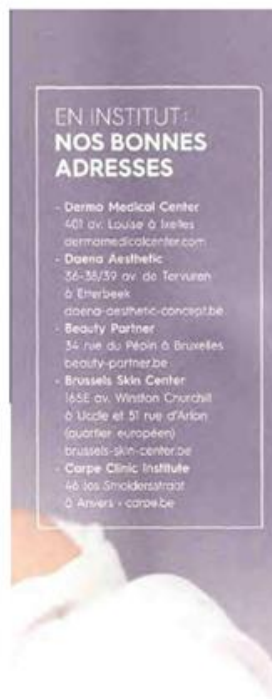 EN INSTITUT:
NOS BONNES
ADRESSES
- Dermo Medical Center
401 av. Louise à Ixelles
dermomedicalcenter.com
- Daena Aesthetic
36-38/39 av. de Tervuren
à Etterbeek
daena-aesthetic-concept.be
- Beauty Partner
34 rue du Pépin à Bruxelles
beauty-partner.be
- Brussels Skin Center
165E av. Winston Churchill
à Uccle et 51 rue d'Arlon
(quartier européen)
brussels-skin-center.be
- Carpe Clinic Institute
46 Jos Smoldersstraat
à Anvers - carpe.be